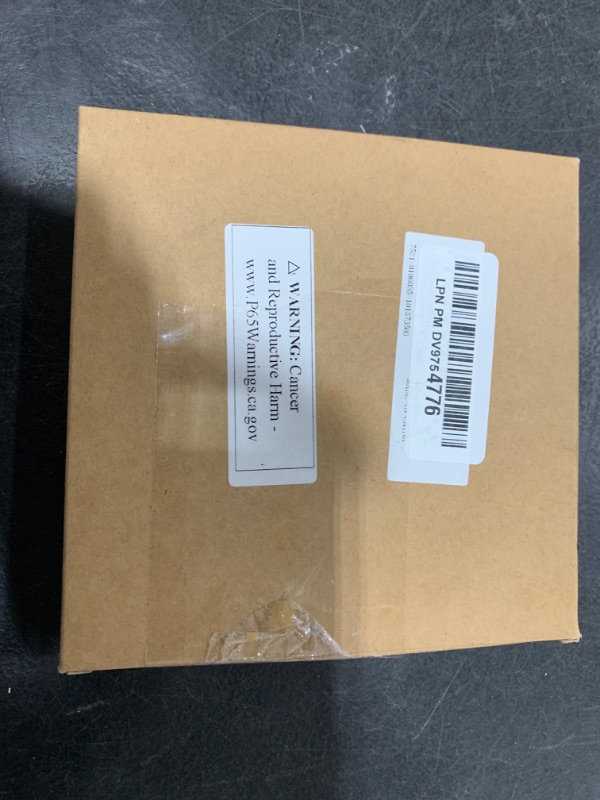 ⚠ WARNING: Cancer
and Reproductive Harm -
www.P65Warnings.ca.gov
LPN PM DV9754776